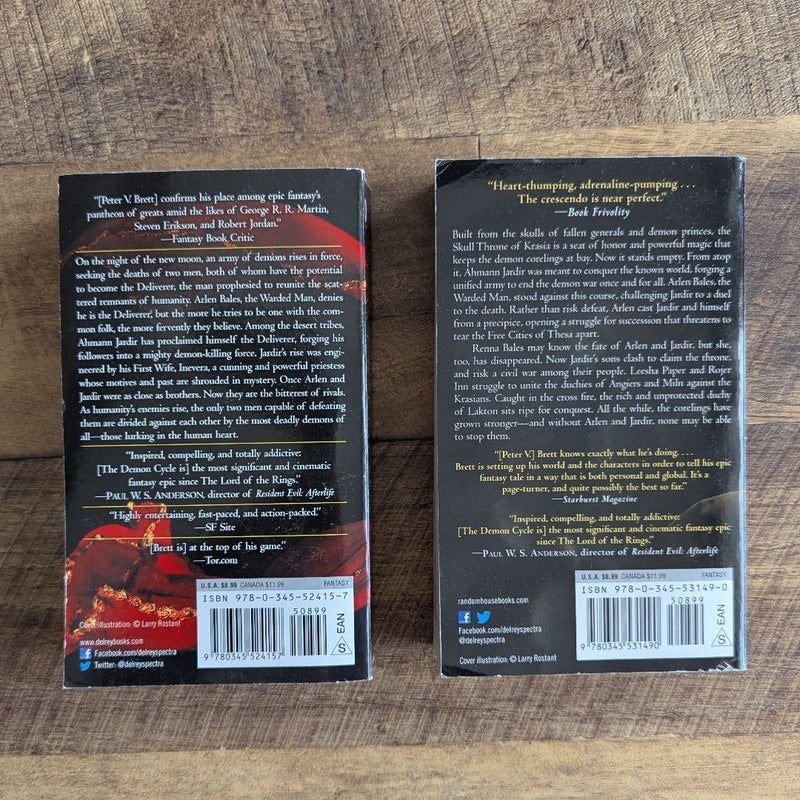 “[Peter V. Brett] confirms his place among epic fantasy’s
pantheon of greats amid the likes of George R. R. Martin,
Steven Erikson, and Robert Jordan.”
—Fantasy Book Critic
On the night of the new moon, an army of demons rises in force,
seeking the deaths of two men, both of whom have the potential
to become the Deliverer, the man prophesied to reunite the scat-
tered remnants of humanity. Arlen Bales, the Warded Man, denies
he is the Deliverer, but the more he tries to be one with the com-
mon folk, the more fervently they believe. Among the desert tribes,
Ahmann Jardir has proclaimed himself the Deliverer, forging his
followers into a mighty demon-killing force. Jardir’s rise was engi-
neered by his First Wife, Inevera, a cunning and powerful priestess
whose motives and past are shrouded in mystery. Once Arlen and
Jardir were as close as brothers. Now they are the bitterest of rivals.
As humanity’s enemies rise, the only two men capable of defeating
them are divided against each other by the most deadly demons of
all—those lurking in the human heart.
“Inspired, compelling, and totally addictive:
[The Demon Cycle is] the most significant and cinematic
fantasy epic since The Lord of the Rings.”
—PAUL W. S. ANDERSON, director of Resident Evil: Afterlife
“Highly entertaining, fast-paced, and action-packed.”
—SF Site
“[Brett is] at the top of his game.”
—Tor.com
U.S.A. $8.99 CANADA $11.99 FANTASY
ISBN 978-0-345-52415-7
50899
9 780345 524157
S
EAN
Cover illustration: © Larry Rostant
www.delreybooks.com
Facebook.com/delreyspectra
Twitter: @delreyspectra
“Heart-thumping, adrenaline-pumping . . .
The crescendo is near perfect.”
—Book Frivolity
Built from the skulls of fallen generals and demon princes, the
Skull Throne of Krasia is a seat of honor and powerful magic that
keeps the demon corelings at bay. Now it stands empty. From atop
it, Ahmann Jardir was meant to conquer the known world, forging a
unified army to end the demon war once and for all. Arlen Bales, the
Warded Man, stood against this course, challenging Jardir to a duel
to the death. Rather than risk defeat, Arlen cast Jardir and himself
from a precipice, opening a struggle for succession that threatens to
tear the Free Cities of Thesa apart.
Renna Bales may know the fate of Arlen and Jardir, but she,
too, has disappeared. Now Jardir’s sons clash to claim the throne,
and risk a civil war among their people. Leesha Paper and Rojer
Inn struggle to unite the duchies of Angiers and Miln against the
Krasians. Caught in the cross fire, the rich and unprotected duchy
of Lakton sits ripe for conquest. All the while, the corelings have
grown stronger—and without Arlen and Jardir, none may be able
to stop them.
“[Peter V.] Brett knows exactly what he’s doing. . . .
Brett is setting up his world and the characters in order to tell his epic
fantasy tale in a way that is both personal and global. It’s a
page-turner, and quite possibly the best so far.”
—Starburst Magazine
“Inspired, compelling, and totally addictive:
[The Demon Cycle is] the most significant and cinematic fantasy epic
since The Lord of the Rings.”
—PAUL W. S. ANDERSON, director of Resident Evil: Afterlife
U.S.A. $8.99 CANADA $11.99 FANTASY
ISBN 978-0-345-53149-0
50899
9 780345 531490
S
EAN
randomhousebooks.com
Facebook.com/delreyspectra
@delreyspectra
Cover illustration: © Larry Rostant